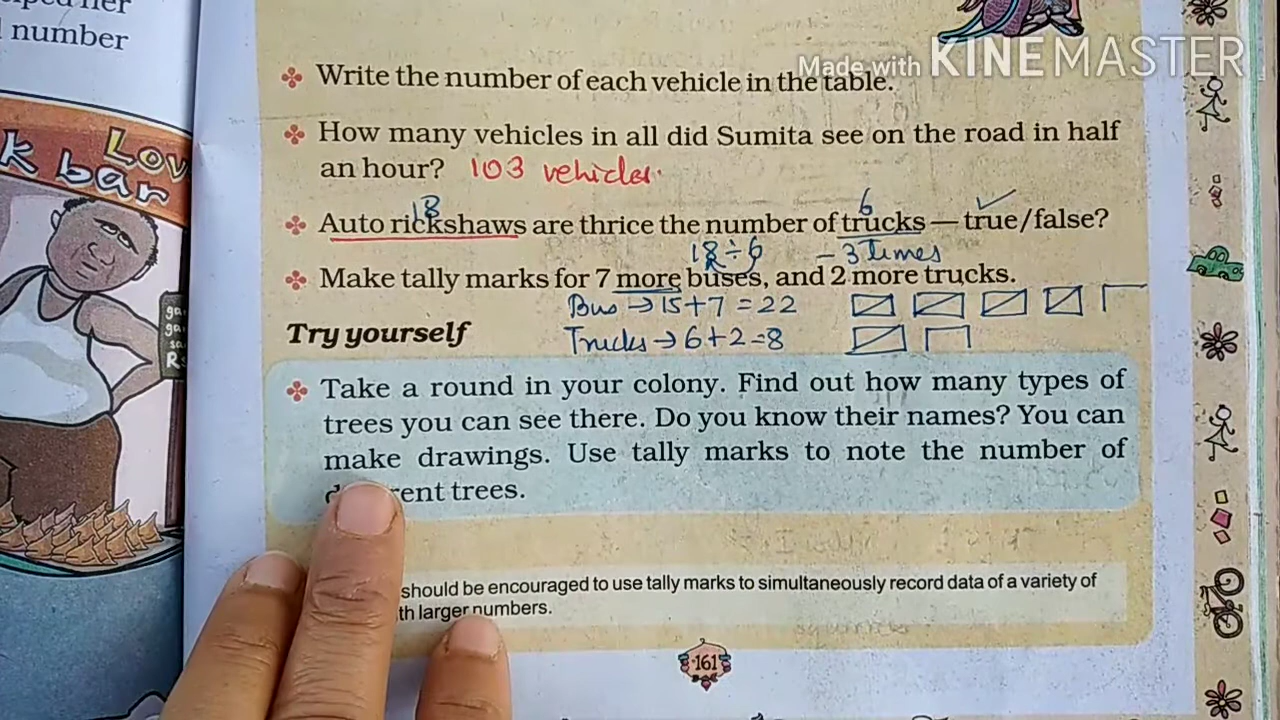 number
Made with KINEMASTER
Write the number of each vehicle in the table.
How many vehicles in all did Sumita see on the road in half
an hour? 103 vehicles.
18 6
Auto rickshaws are thrice the number of trucks — true/false?
18÷6 - 3 times
Make tally marks for 7 more buses, and 2 more trucks.
Bus → 15+7 = 22
Try yourself
Trucks → 6+2=8
Take a round in your colony. Find out how many types of
trees you can see there. Do you know their names? You can
make drawings. Use tally marks to note the number of
trees.
should be encouraged to use tally marks to simultaneously record data of a variety of
larger numbers.
161
k bar